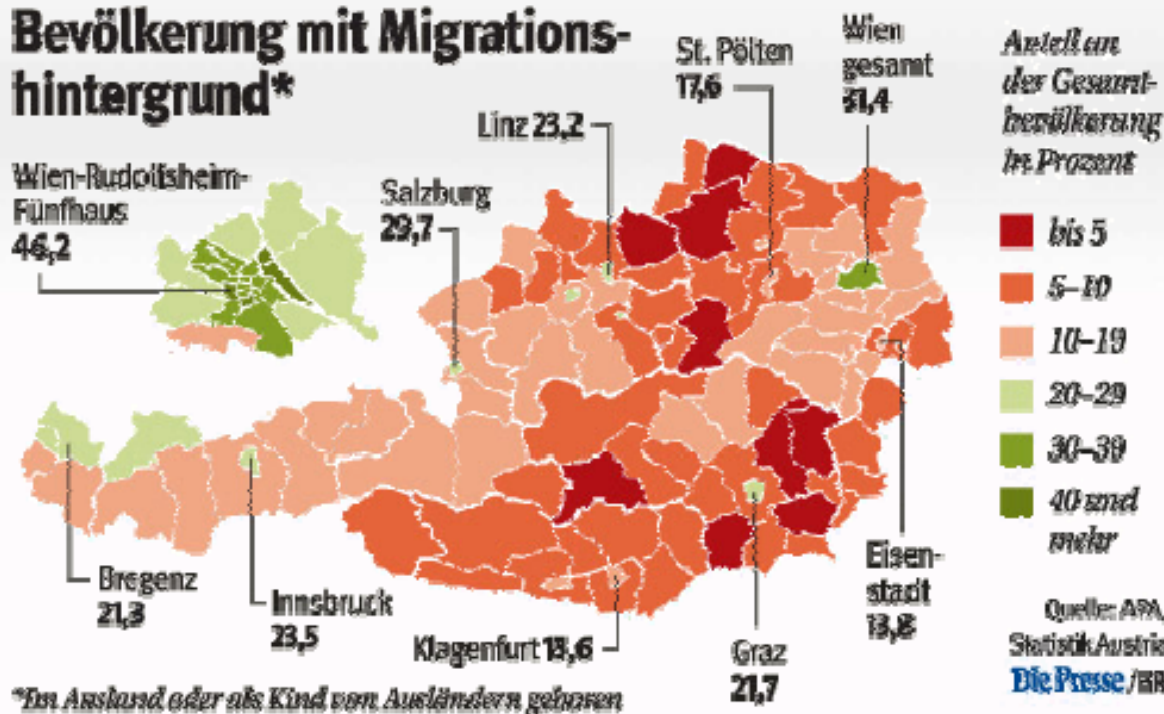 Bevölkerung mit Migrations-
hintergrund*
Wien-Rudolfsheim-
Fünfhaus
46,2
Salzburg
29,7
Linz 23,2
St. Pölten
17,6
Wien
gesamt
31,4
Anteil an
der Gesamt-
bevölkerung
in Prozent
bis 5
5–10
10–19
20–29
30–39
40 und
mehr
Bregenz
21,3
Innsbruck
23,5
Klagenfurt 13,6
Graz
21,7
Eisen-
stadt
13,8
Quelle: APA,
Statistik Austria
Die Presse /GR
*Im Ausland oder als Kind von Ausländern geboren